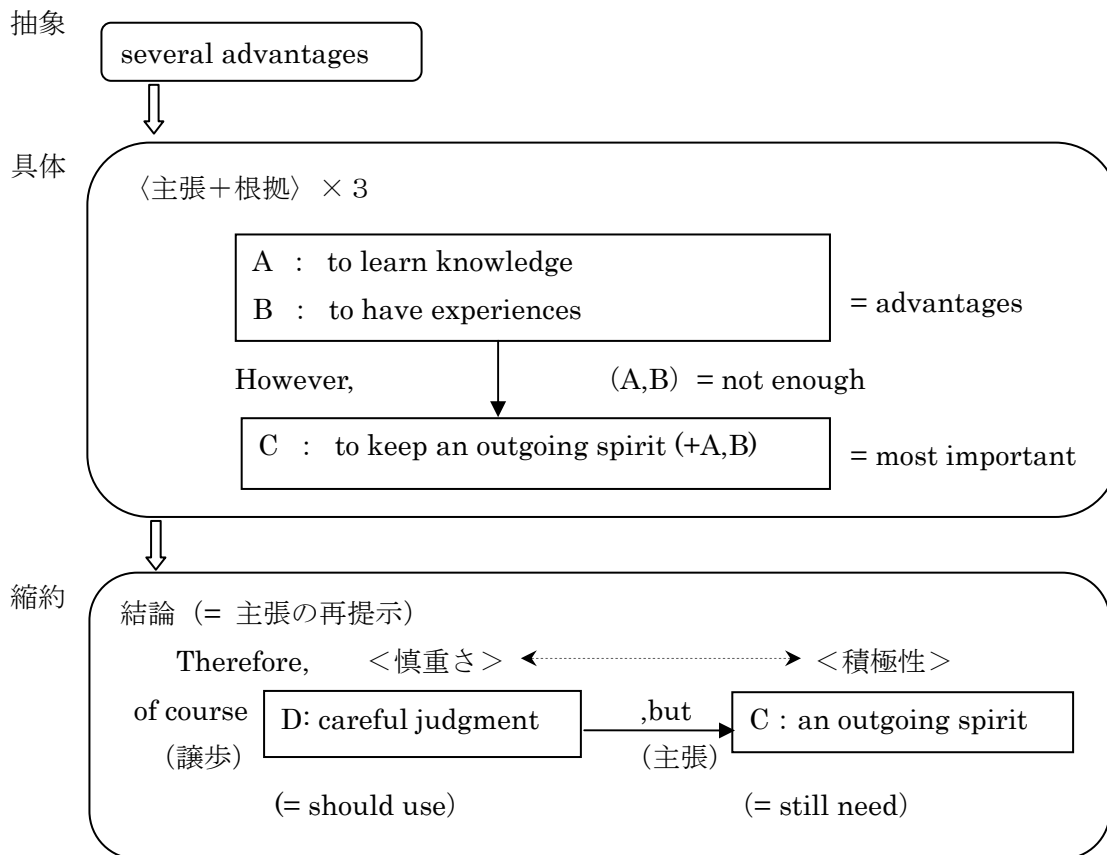 抽象
several advantages
具体
〈主張＋根拠〉×３
A ： to learn knowledge
B ： to have experiences
= advantages
However,
(A,B) = not enough
C ： to keep an outgoing spirit (+A,B)
= most important
縮約
結論 (= 主張の再提示)
Therefore, ＜慎重さ＞ ＜積極性＞
of course D: careful judgment ,but C：an outgoing spirit
（譲歩） （主張）
(= should use) (= still need)